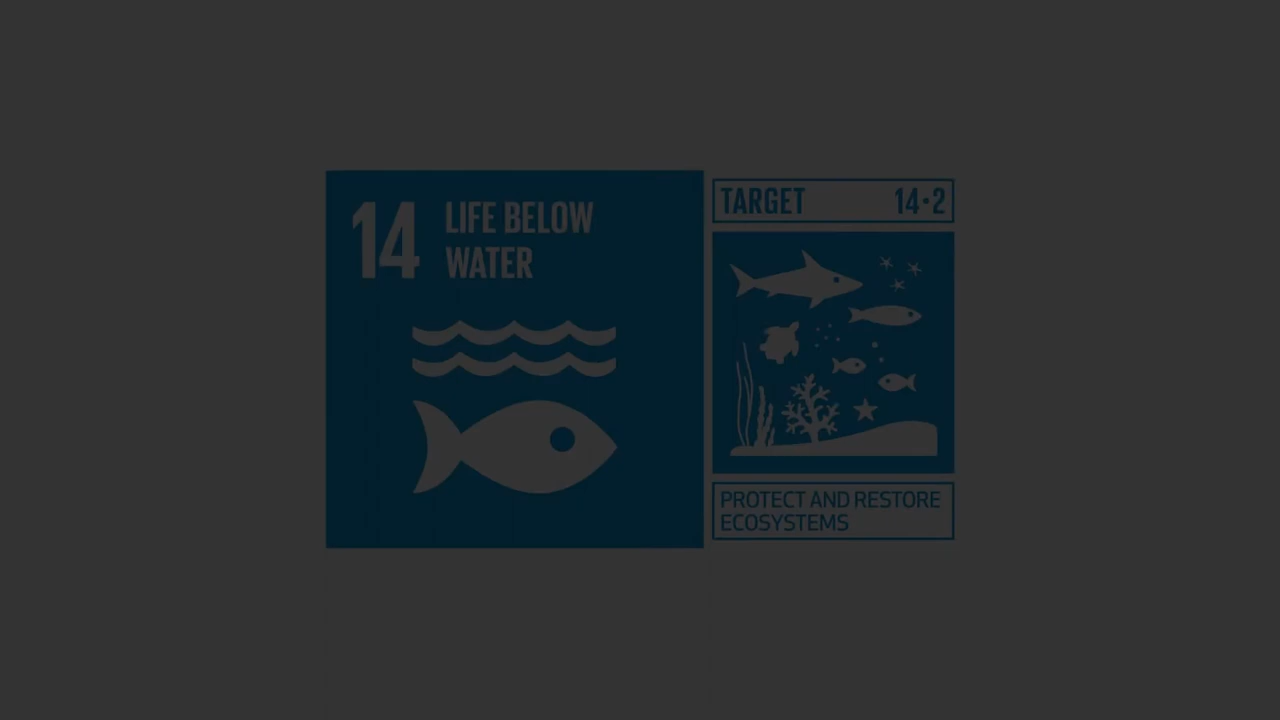 14
LIFE BELOW
WATER
TARGET 14·2
PROTECT AND RESTORE
ECOSYSTEMS